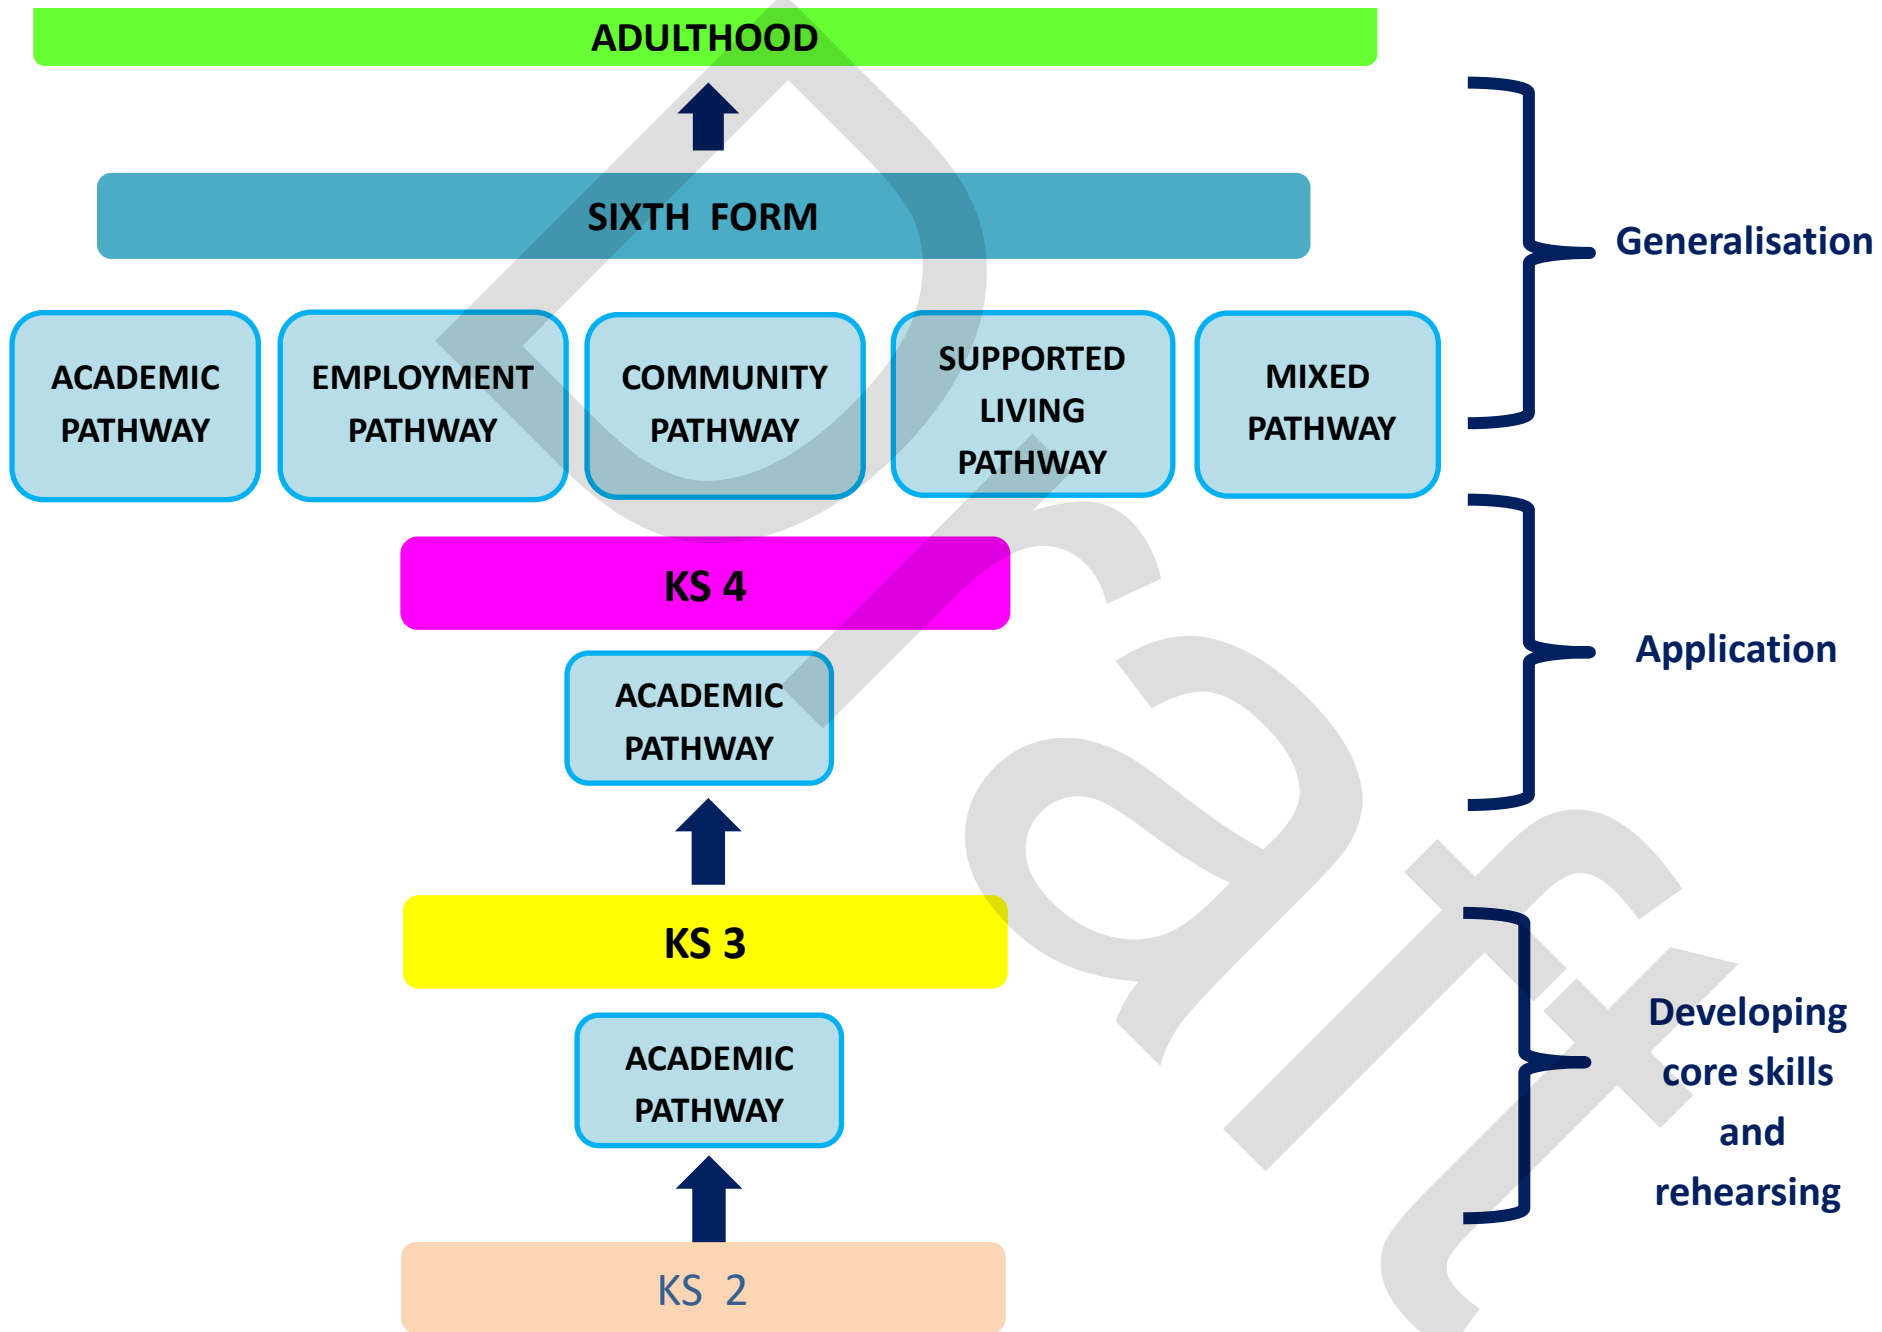 ADULTHOOD
SIXTH FORM
Generalisation
ACADEMIC
PATHWAY
EMPLOYMENT
PATHWAY
COMMUNITY
PATHWAY
SUPPORTED
LIVING
PATHWAY
MIXED
PATHWAY
KS 4
Application
ACADEMIC
PATHWAY
KS 3
ACADEMIC
PATHWAY
Developing
core skills
and
rehearsing
KS 2
Draft